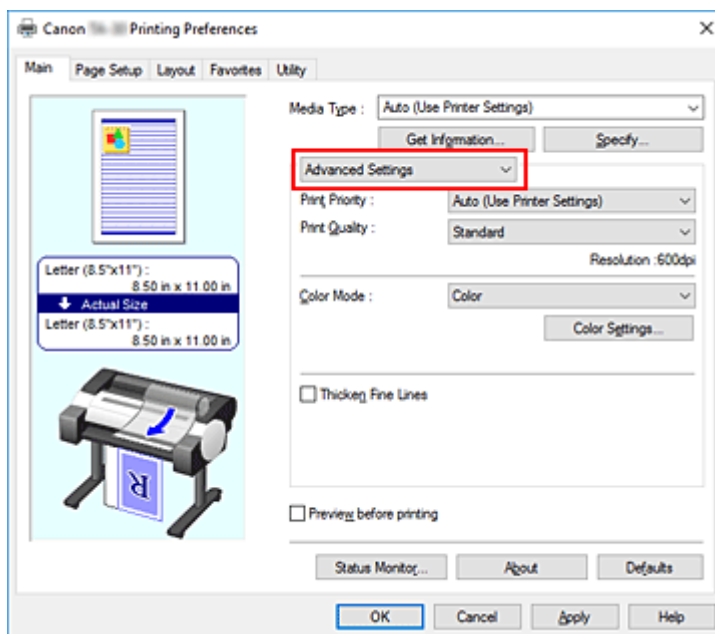 Canon Printing Preferences
Main Page Setup Layout Favorites Utility
Media Type : Auto (Use Printer Settings)
Get Information... Specify...
Advanced Settings
Print Priority : Auto (Use Printer Settings)
Print Quality : Standard
Resolution :600dpi
Letter (8.5"x11") :
8.50 in x 11.00 in
Actual Size
Letter (8.5"x11") :
8.50 in x 11.00 in
Color Mode : Color
Color Settings...
Thicken Fine Lines
R
Preview before printing
Status Monitor... About Defaults
OK Cancel Apply Help